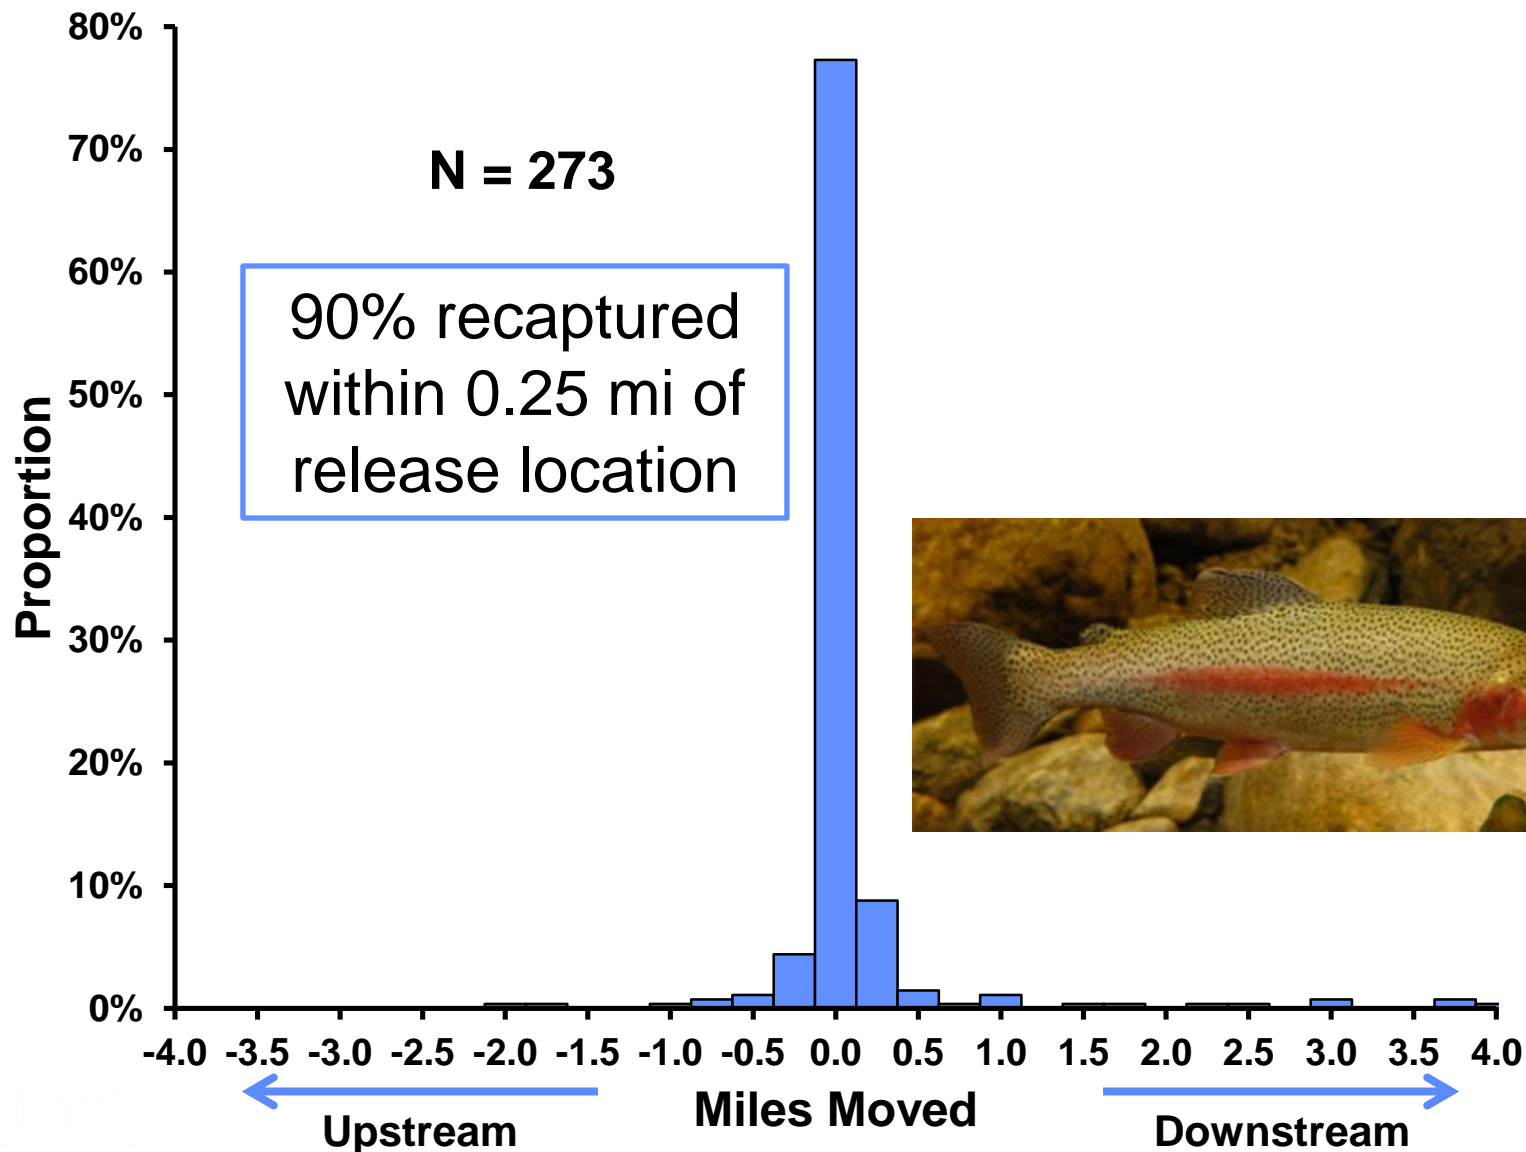 80%
70%
60%
50%
40%
30%
20%
10%
0%
Proportion
N = 273
90% recaptured
within 0.25 mi of
release location
-4.0 -3.5 -3.0 -2.5 -2.0 -1.5 -1.0 -0.5 0.0 0.5 1.0 1.5 2.0 2.5 3.0 3.5 4.0
Miles Moved
Upstream
Downstream